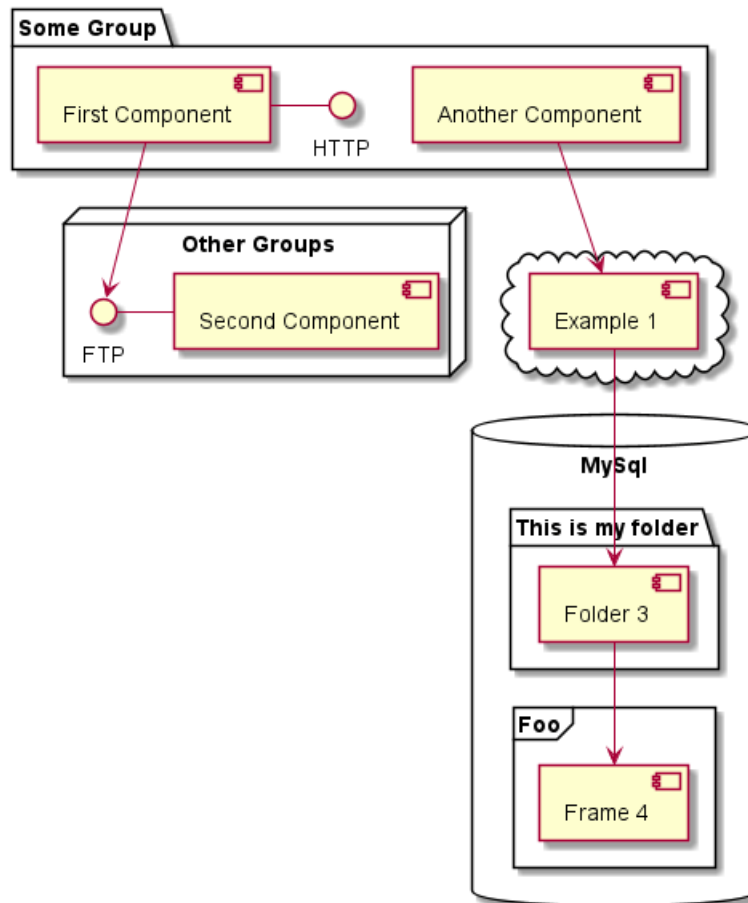 Some Group
First Component
HTTP
Another Component
Other Groups
FTP
Second Component
Example 1
MySql
This is my folder
Folder 3
Foo
Frame 4